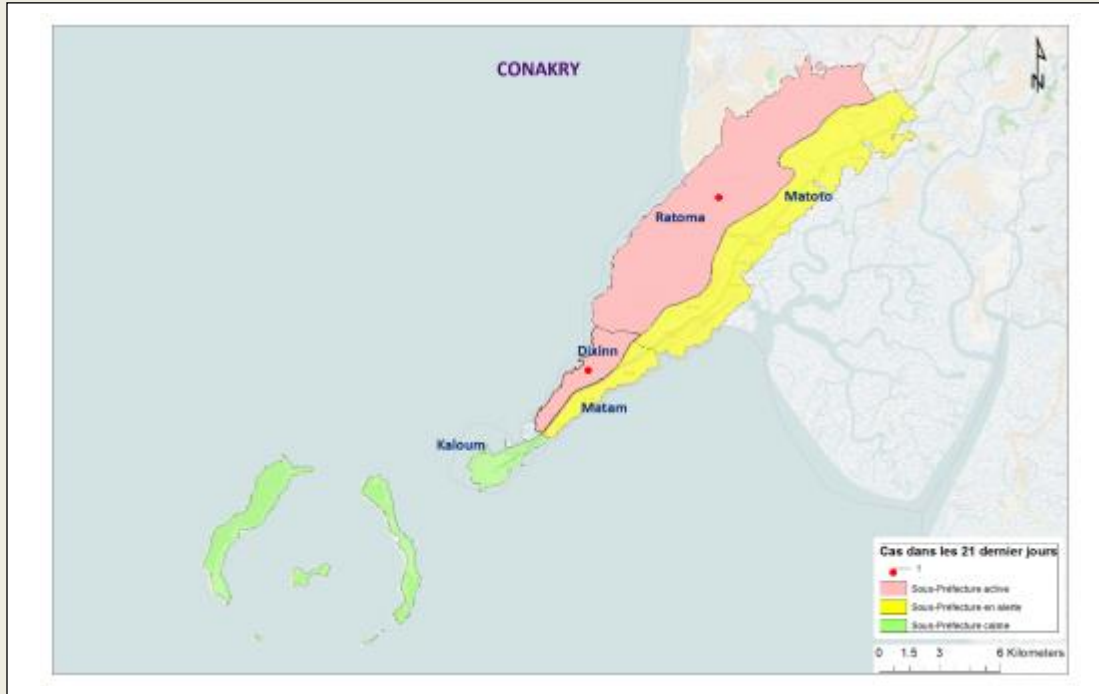 CONAKRY
N
Ratoma
Matoto
Dixinn
Matam
Kaloum
Cas dans les 21 dernier jours
1
Sous-Préfecture active
Sous-Préfecture en alerte
Sous-Préfecture calme
0 1.5 3 6 Kilometers